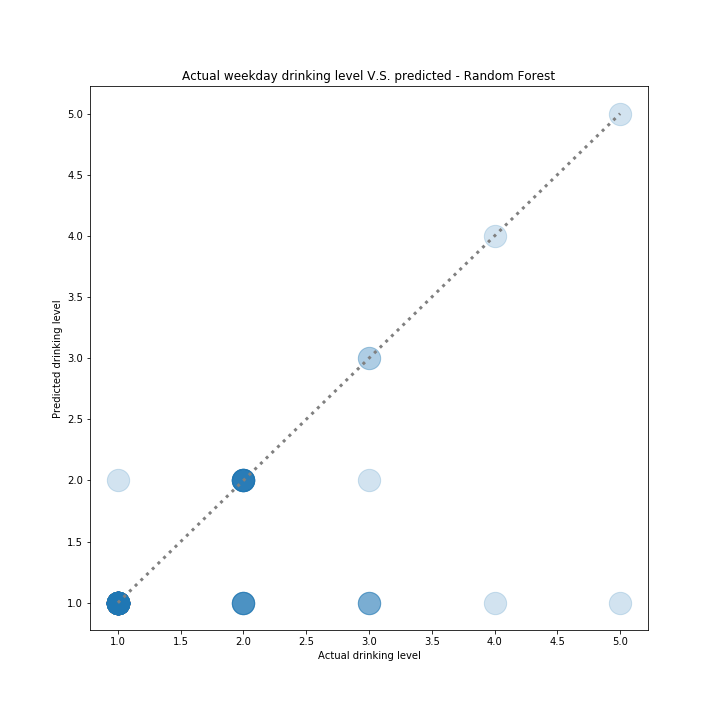 Actual weekday drinking level V.S. predicted - Random Forest
5.0
4.5
4.0
3.5
3.0
2.5
2.0
1.5
1.0
Predicted drinking level
1.0 1.5 2.0 2.5 3.0 3.5 4.0 4.5 5.0
Actual drinking level